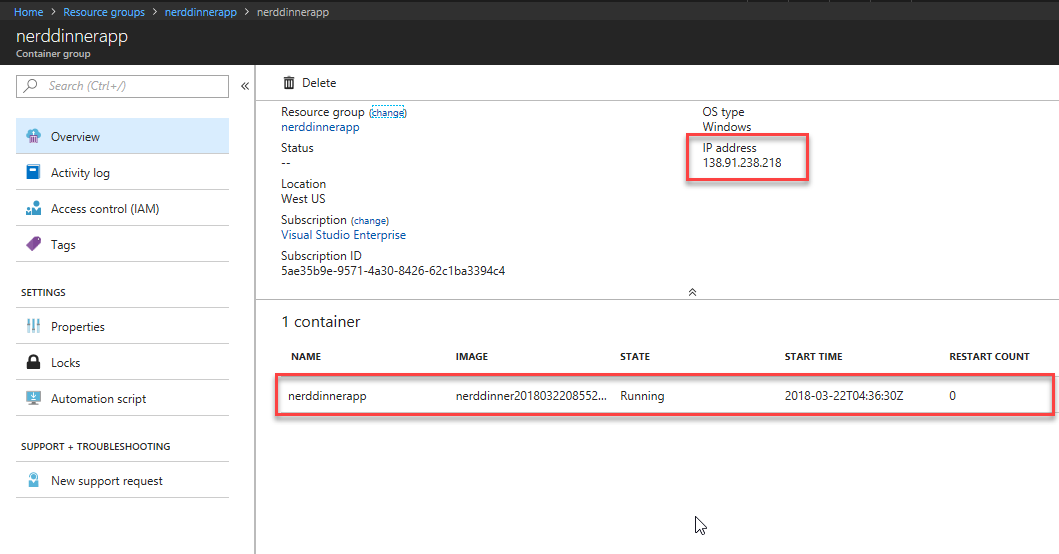 Home > Resource groups > nerddinnerapp > nerddinnerapp
nerddinnerapp
Container group
Search (Ctrl+/)
«
Overview
Activity log
Access control (IAM)
Tags
SETTINGS
Properties
Locks
Automation script
SUPPORT + TROUBLESHOOTING
New support request
Delete
Resource group (change)
nerddinnerapp
Status
--
Location
West US
Subscription (change)
Visual Studio Enterprise
Subscription ID
5ae35b9e-9571-4a30-8426-62c1ba3394c4
OS type
Windows
IP address
138.91.238.218
1 container
NAME IMAGE STATE START TIME RESTART COUNT
nerddinnerapp nerddinner2018032208552... Running 2018-03-22T04:36:30Z 0